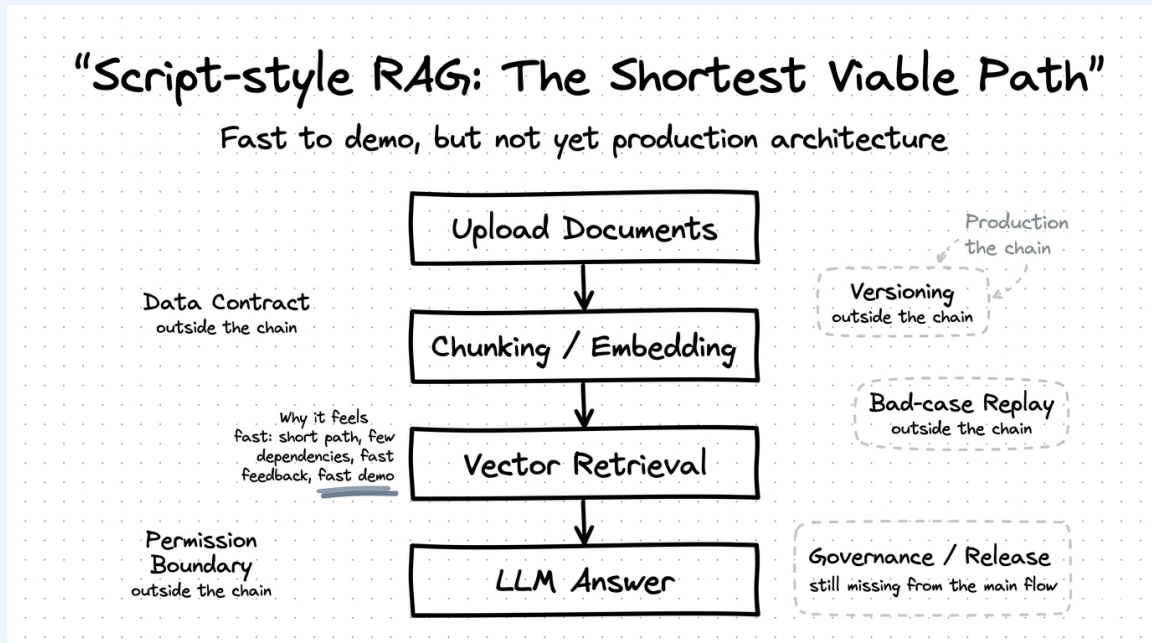 “Script-style RAG: The Shortest Viable Path”
Fast to demo, but not yet production architecture
Upload Documents
Production
the chain
Data Contract
outside the chain
Versioning
outside the chain
Chunking / Embedding
Bad-case Replay
outside the chain
Why it feels
fast: short path, few
dependencies, fast
feedback, fast demo
Vector Retrieval
Permission
Boundary
outside the chain
LLM Answer
Governance / Release
still missing from the main flow